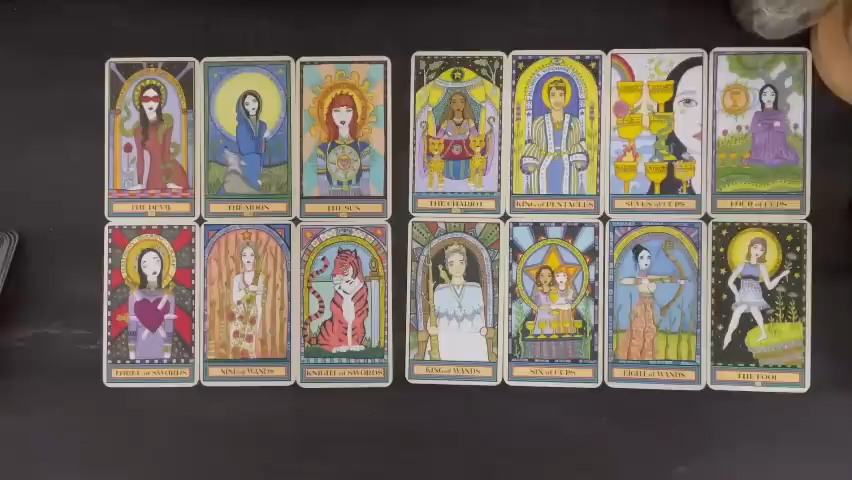 THE DEVIL
THE MOON
THE SUN
THE CHARIOT
KING of PENTACLES
SEVEN of CUPS
FOUR of CUPS
THREE of SWORDS
NINE of WANDS
KNIGHT of SWORDS
KING of WANDS
SIX of CUPS
EIGHT of WANDS
THE FOOL